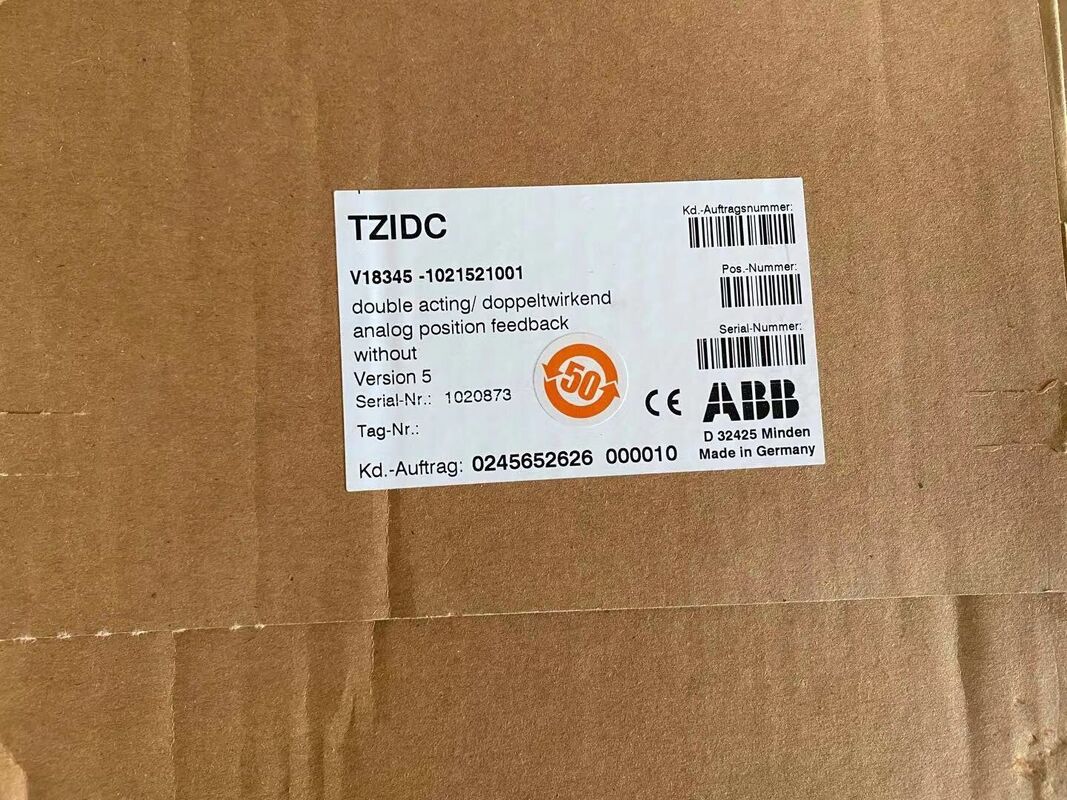 TZIDC
V18345 -1021521001
double acting/ doppeltwirkend
analog position feedback
without
Version 5
Serial-Nr.: 1020873
Tag-Nr.:
Kd.-Auftrag: 0245652626 000010
50
Kd.-Auftragsnummer:
Pos.-Nummer:
Serial-Nummer:
CE ABB
D 32425 Minden
Made in Germany